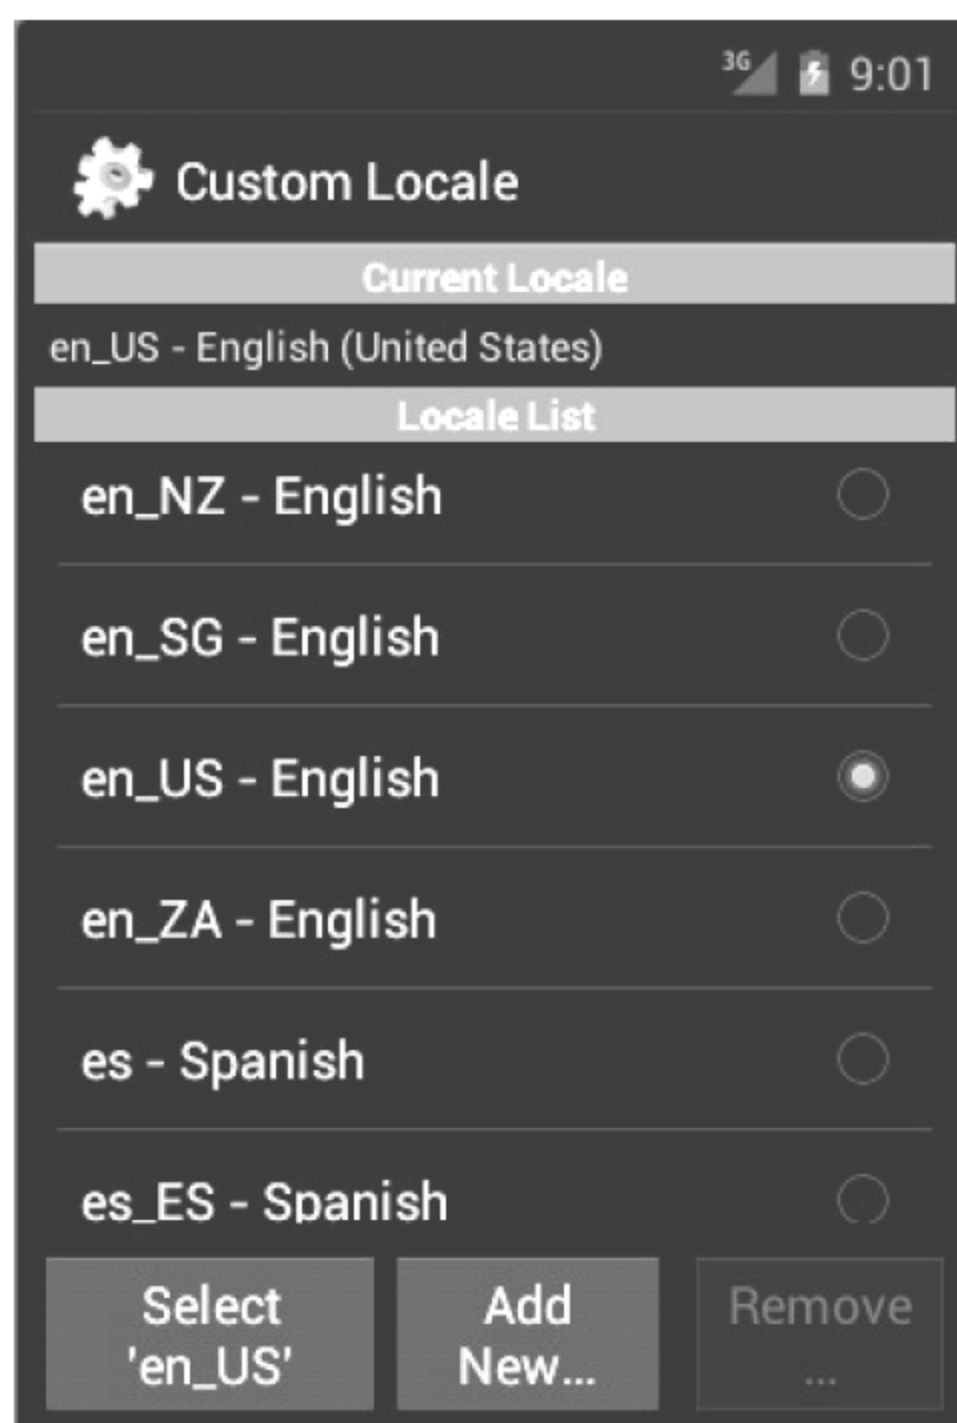 3G 9:01
Custom Locale
Current Locale
en_US - English (United States)
Locale List
en_NZ - English
en_SG - English
en_US - English
en_ZA - English
es - Spanish
es_ES - Spanish
Select
'en_US'
Add
New...
Remove
...